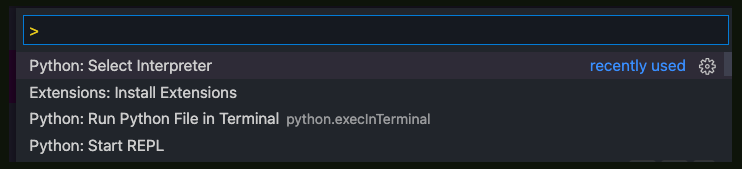 >
Python: Select Interpreter recently used
Extensions: Install Extensions
Python: Run Python File in Terminal python.execInTerminal
Python: Start REPL